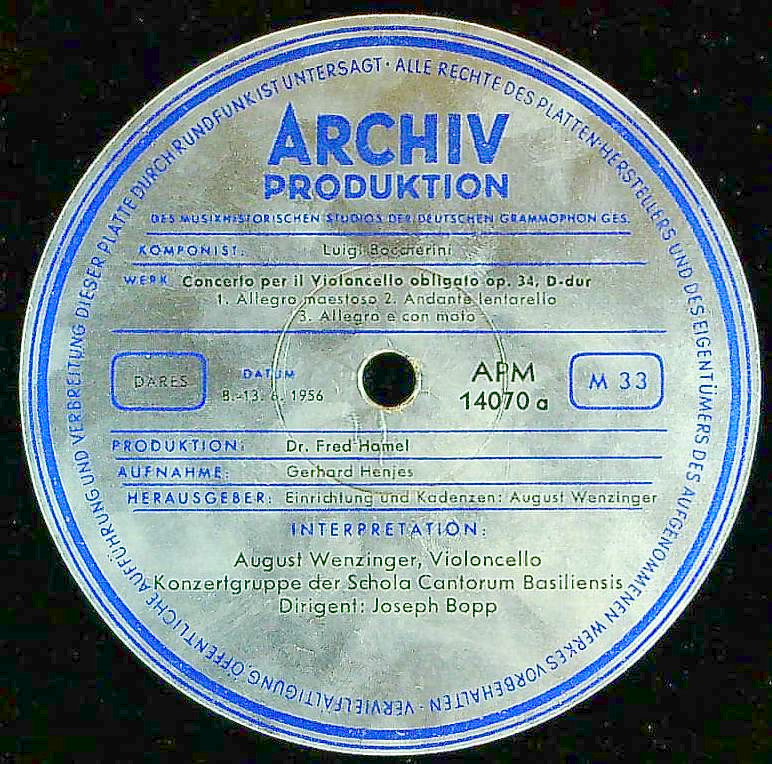 ALLE RECHTE DES PLATTEN-HERSTELLERS UND DES EIGENTÜMERS DES AUFGENOMMENEN WERKES VORBEHALTEN · VERVIELFÄLTIGUNG, ÖFFENTLICHE AUFFÜHRUNG UND VERBREITUNG DIESER PLATTE DURCH RUNDFUNK IST UNTERSAGT ·
ARCHIV
PRODUKTION
DES MUSIKHISTORISCHEN STUDIOS DER DEUTSCHEN GRAMMOPHON GES.
KOMPONIST: Luigi Boccherini
WERK Concerto per il Violoncello obligato op. 34, D-dur
1. Allegro maestoso 2. Andante lentarello
3. Allegro e con moto
DARES
DATUM
8.-13. 6. 1956
APM
14070 a
M 33
PRODUKTION: Dr. Fred Hamel
AUFNAHME: Gerhard Henjes
HERAUSGEBER: Einrichtung und Kadenzen: August Wenzinger
INTERPRETATION:
August Wenzinger, Violoncello
Konzertgruppe der Schola Cantorum Basiliensis
Dirigent: Joseph Bopp